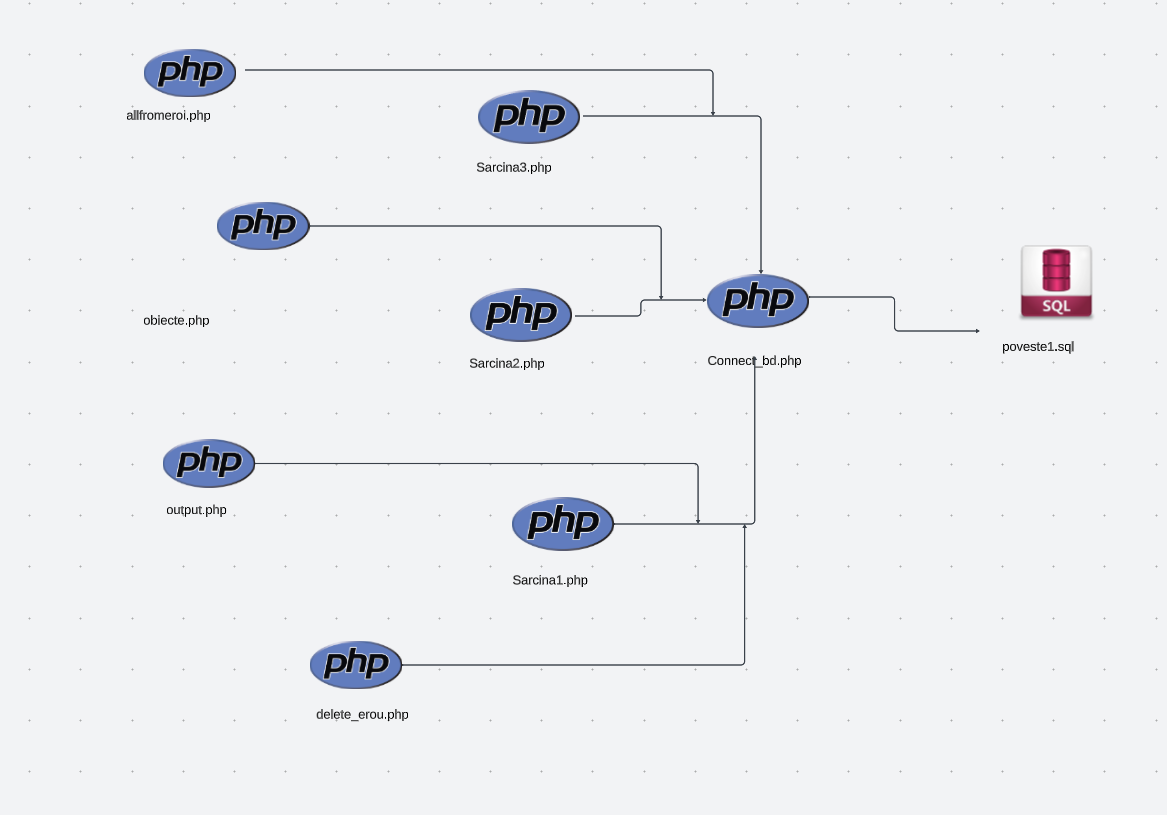 php
allfromeroi.php
php
Sarcina3.php
php
obiecte.php
php
Sarcina2.php
php
Connect_bd.php
SQL
poveste1.sql
php
output.php
php
Sarcina1.php
php
delete_erou.php